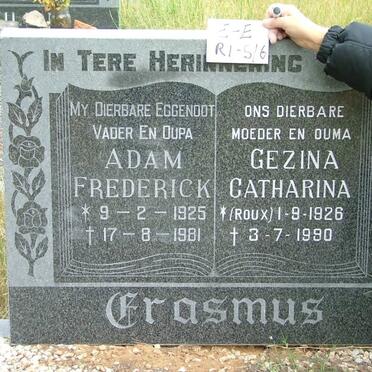 E-E
R1-S/6
In Tere Herinnering
My Dierbare Eggenoot
Vader En Oupa
Adam
Frederick
* 9 – 2 – 1925
† 17 – 8 – 1981
Ons Dierbare
Moeder En Ouma
Gezina
Catharina
*(Roux) 1-9-1926
† 3-7-1990
Erasmus